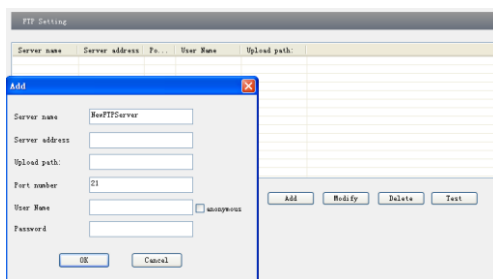 FTP Setting
Server name Server address Po... User Name Upload path:
Add
Server name NewFTPServer
Server address
Upload path:
Port number 21
User Name anonymous
Password
OK Cancel
Add Modify Delete Test